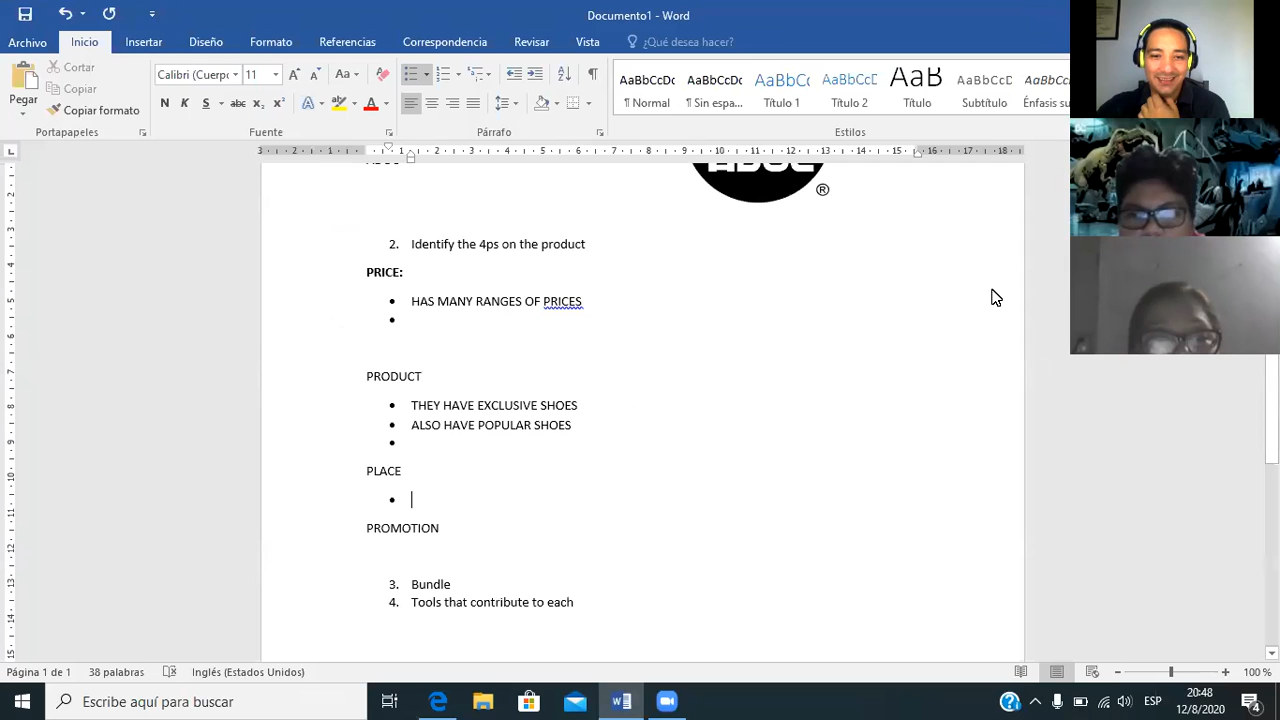 Documento1 - Word
Archivo Inicio Insertar Diseño Formato Referencias Correspondencia Revisar Vista ¿Qué desea hacer?
Pegar
Cortar
Copiar
Copiar formato
Portapapeles
Calibri (Cuerpo 11
Fuente
Párrafo
AaBbCcDc AaBbCcDc AaBbCc AaBbCcD AaB AaBbCcD AaBbCcDc
¶ Normal ¶ Sin espa... Título 1 Título 2 Título Subtítulo Énfasis su
Estilos
®
2. Identify the 4ps on the product
PRICE:
• HAS MANY RANGES OF PRICES
•
PRODUCT
• THEY HAVE EXCLUSIVE SHOES
• ALSO HAVE POPULAR SHOES
•
PLACE
•
PROMOTION
3. Bundle
4. Tools that contribute to each
Página 1 de 1 38 palabras Inglés (Estados Unidos) 100 %
Escribe aquí para buscar
ESP
20:48
12/8/2020
4